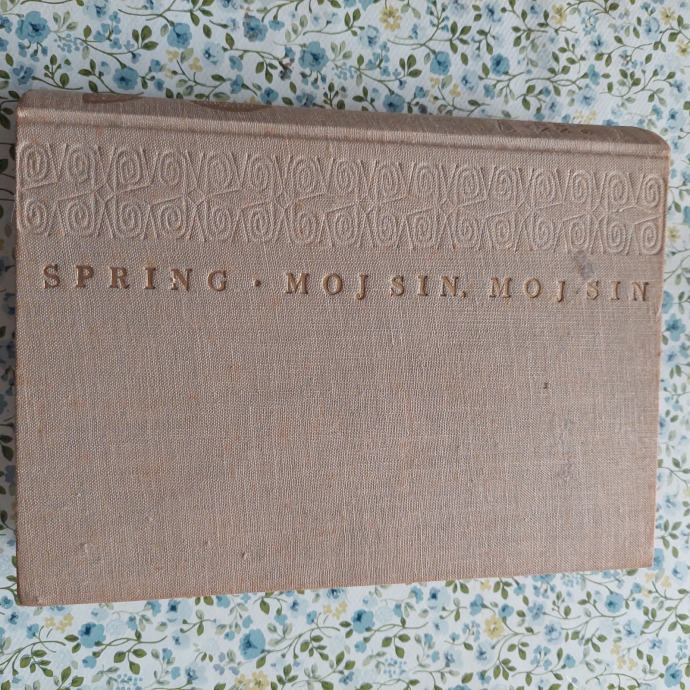 SPRING · MOJ SIN, MOJ SIN